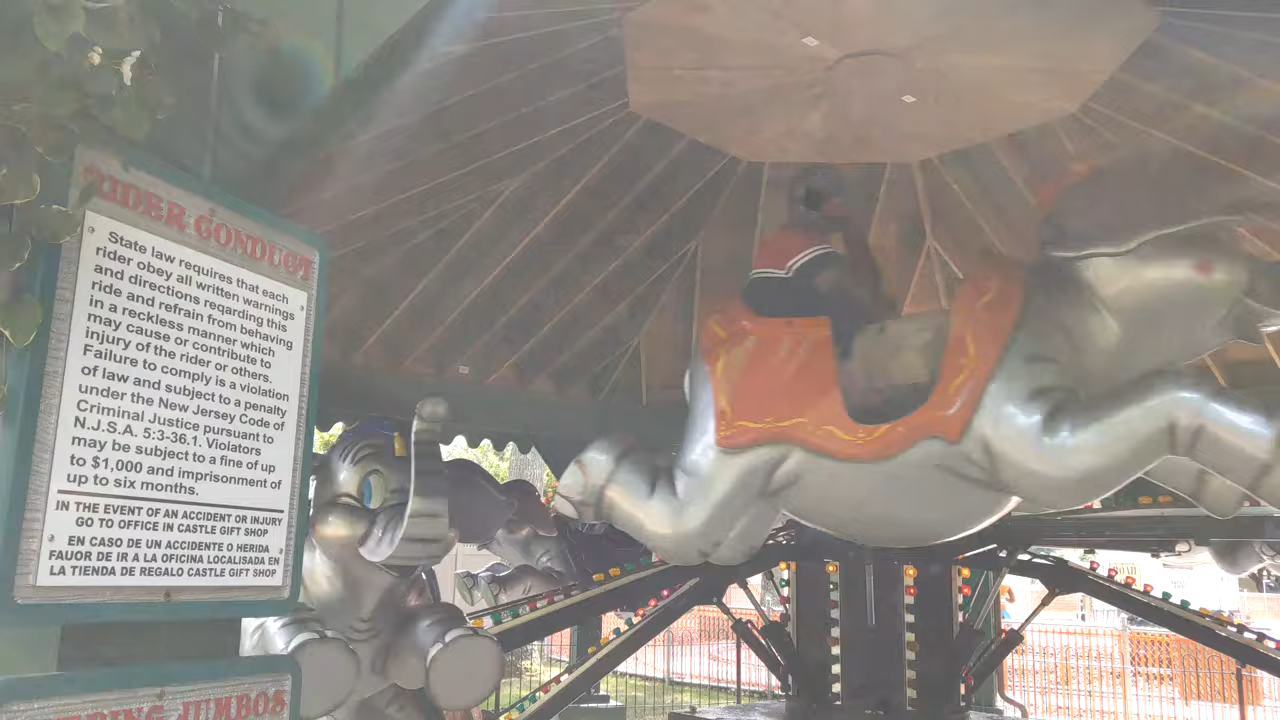 RIDER CONDUCT
State law requires that each
rider obey all written warnings
and directions regarding this
ride and refrain from behaving
in a reckless manner which
may cause or contribute to
injury of the rider or others.
Failure to comply is a violation
of law and subject to a penalty
under the New Jersey Code of
Criminal Justice pursuant to
N.J.S.A. 5:3-36.1. Violators
may be subject to a fine of up
to $1,000 and imprisonment of
up to six months.
IN THE EVENT OF AN ACCIDENT OR INJURY
GO TO OFFICE IN CASTLE GIFT SHOP
EN CASO DE UN ACCIDENTE O HERIDA
FAUOR DE IR A LA OFICINA LOCALISADA EN
LA TIENDA DE REGALO CASTLE GIFT SHOP
JUMBOS